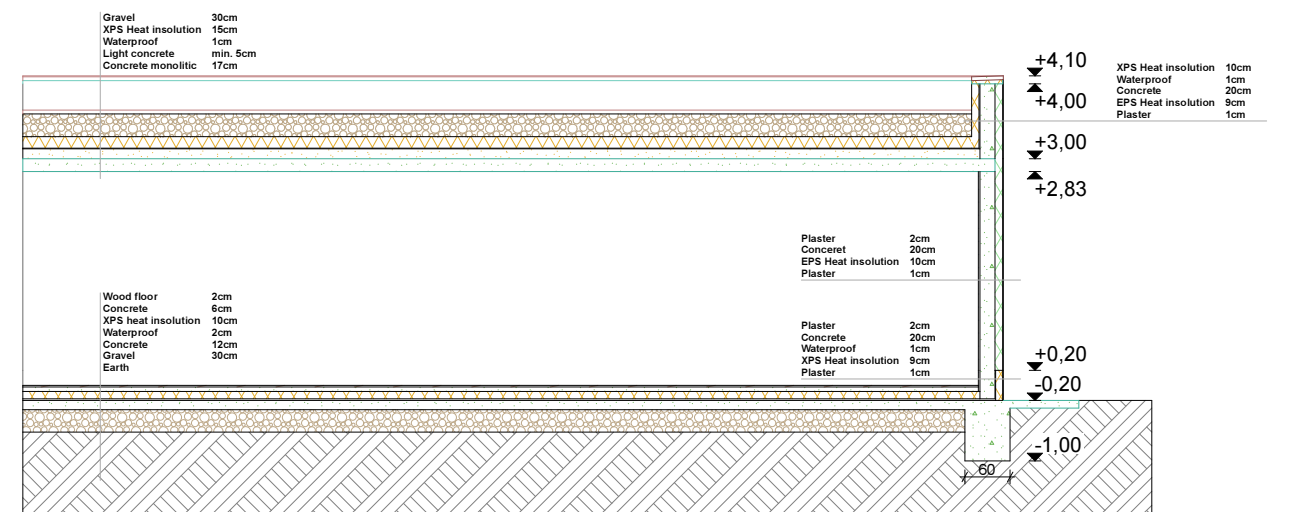 Gravel 30cm
XPS Heat insolution 15cm
Waterproof 1cm
Light concrete min. 5cm
Concrete monolitic 17cm
+4,10
+4,00
+3,00
+2,83
XPS Heat insolution 10cm
Waterproof 1cm
Concrete 20cm
EPS Heat insolution 9cm
Plaster 1cm
Plaster 2cm
Conceret 20cm
EPS Heat insolution 10cm
Plaster 1cm
Wood floor 2cm
Concrete 6cm
XPS heat insolution 10cm
Waterproof 2cm
Concrete 12cm
Gravel 30cm
Earth
Plaster 2cm
Concrete 20cm
Waterproof 1cm
XPS Heat insolution 9cm
Plaster 1cm
+0,20
-0,20
-1,00
60